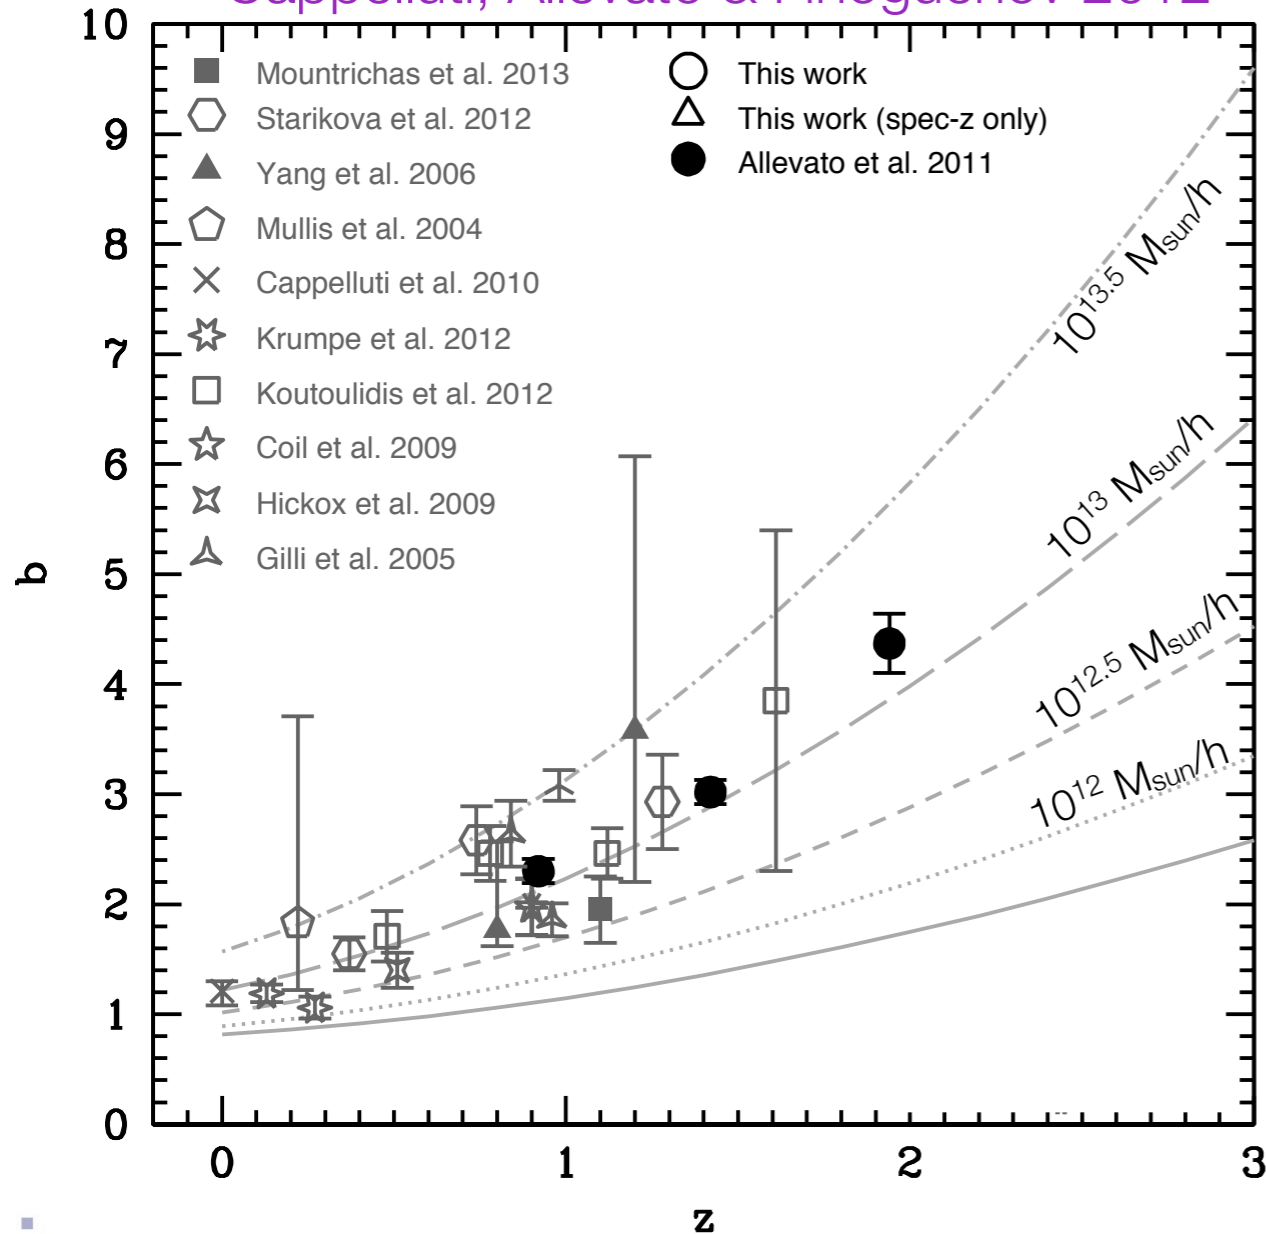 Cappelluti, Allevato & Finoguenov 2012
10
9
8
7
6
5
4
3
2
1
0
b
Mountrichas et al. 2013
Starikova et al. 2012
Yang et al. 2006
Mullis et al. 2004
Cappelluti et al. 2010
Krumpe et al. 2012
Koutoulidis et al. 2012
Coil et al. 2009
Hickox et al. 2009
Gilli et al. 2005
This work
This work (spec-z only)
Allevato et al. 2011
10^13.5 Msun/h
10^13 Msun/h
10^12.5 Msun/h
10^12 Msun/h
0 1 2 3
z